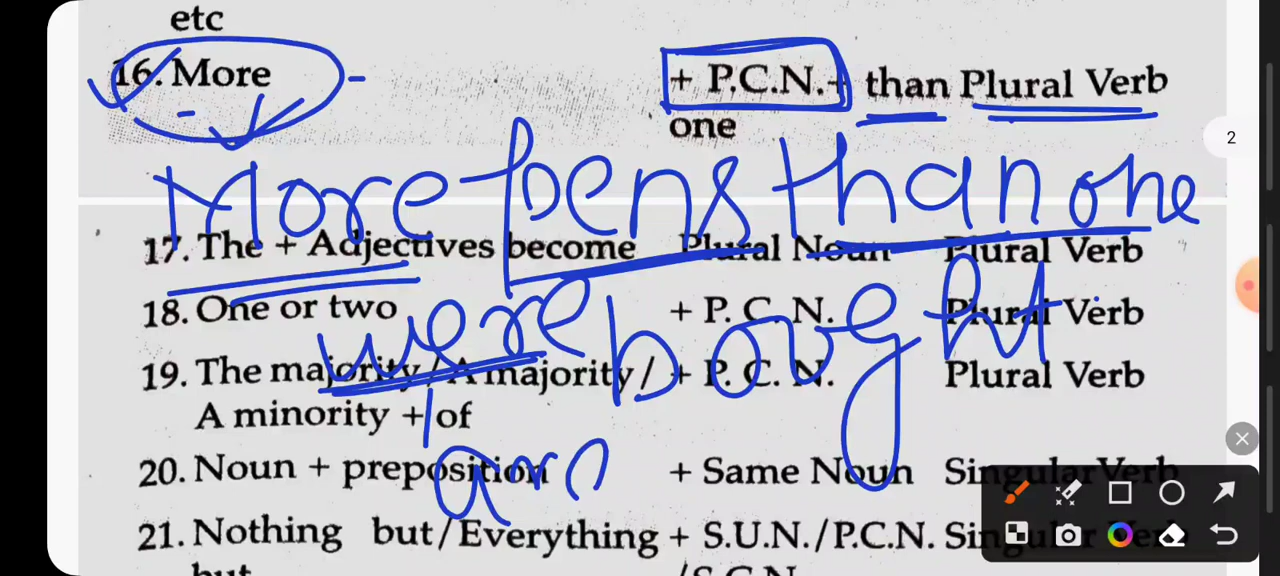 etc
16. More + P.C.N. + than Plural Verb
one
2
More pens than one
17. The + Adjectives become Plural Noun Plural Verb
18. One or two + P. C. N. Plural Verb
were bought
19. The majority / A majority / + P. C. N. Plural Verb
A minority + of
are
20. Noun + preposition + Same Noun Singular Verb
21. Nothing but / Everything + S.U.N./P.C.N.
but /S.C.N.